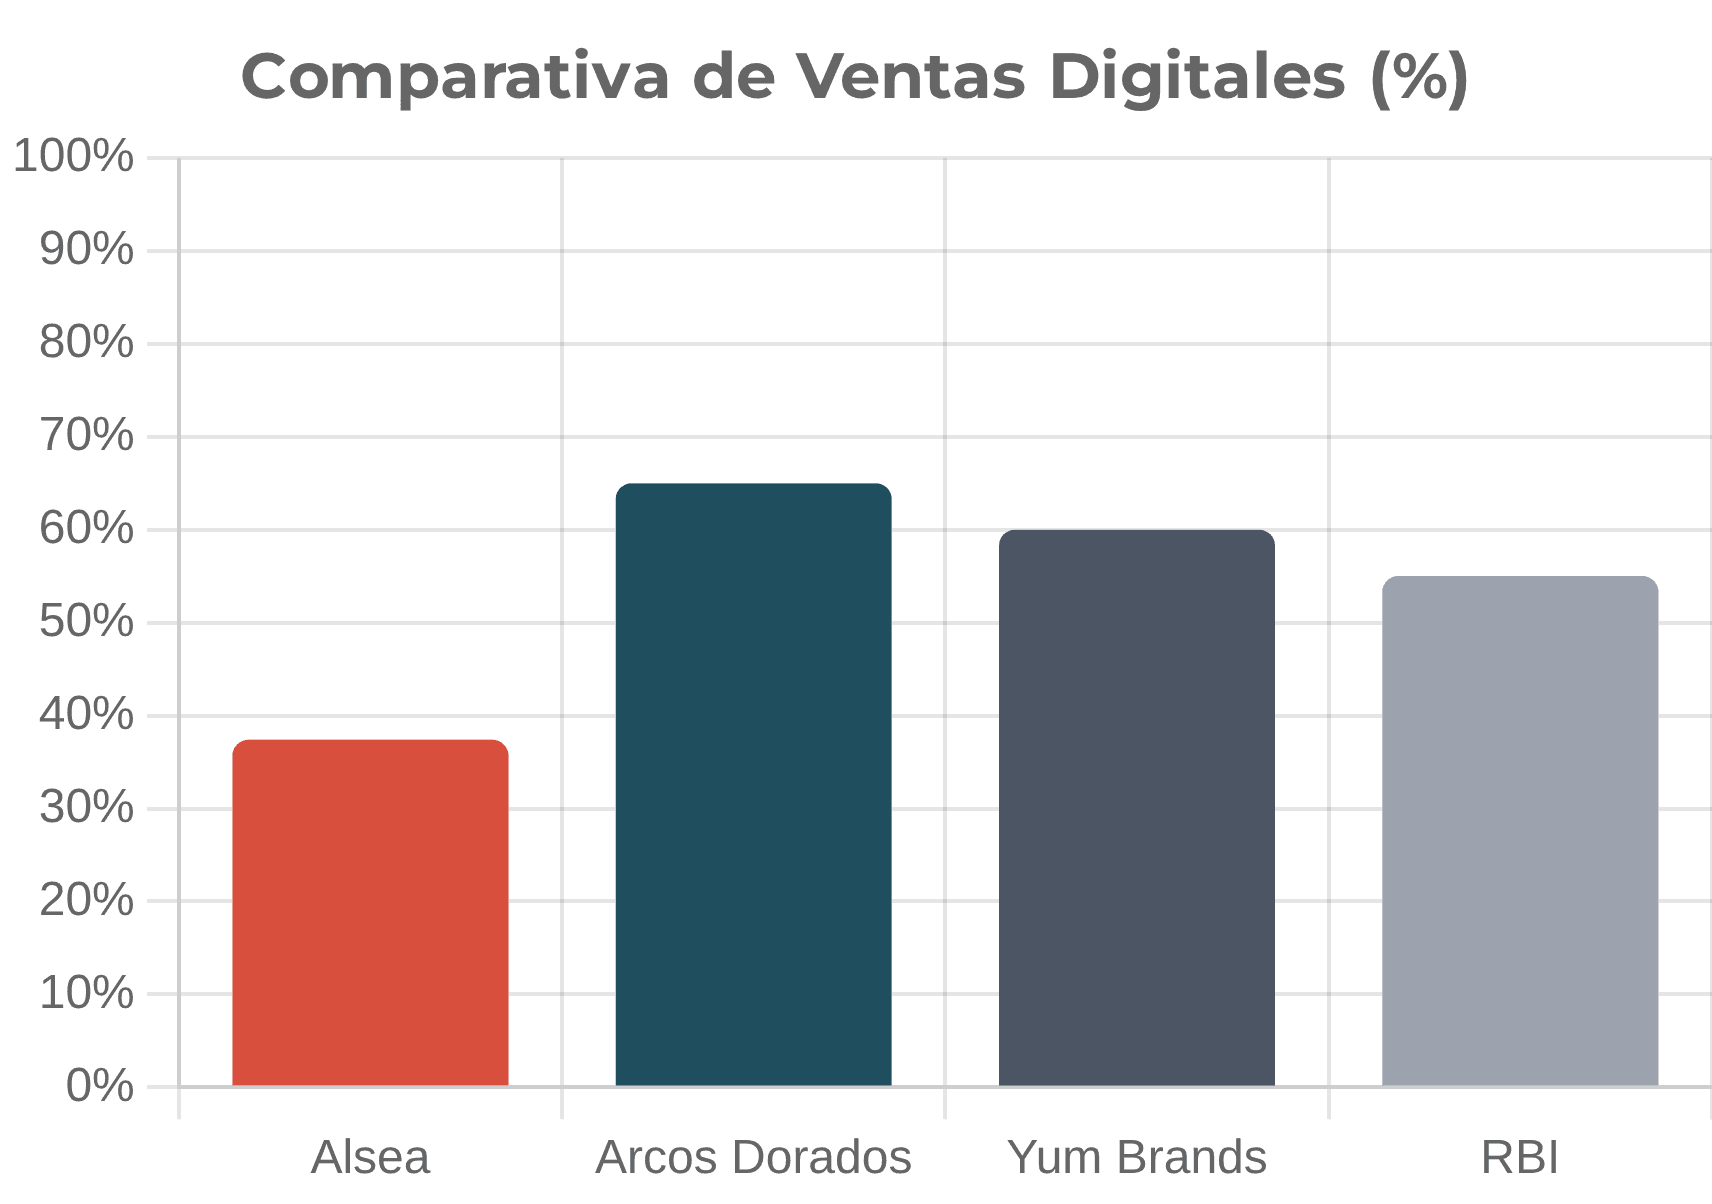 Comparativa de Ventas Digitales (%)
100%
90%
80%
70%
60%
50%
40%
30%
20%
10%
0%
Alsea
Arcos Dorados
Yum Brands
RBI